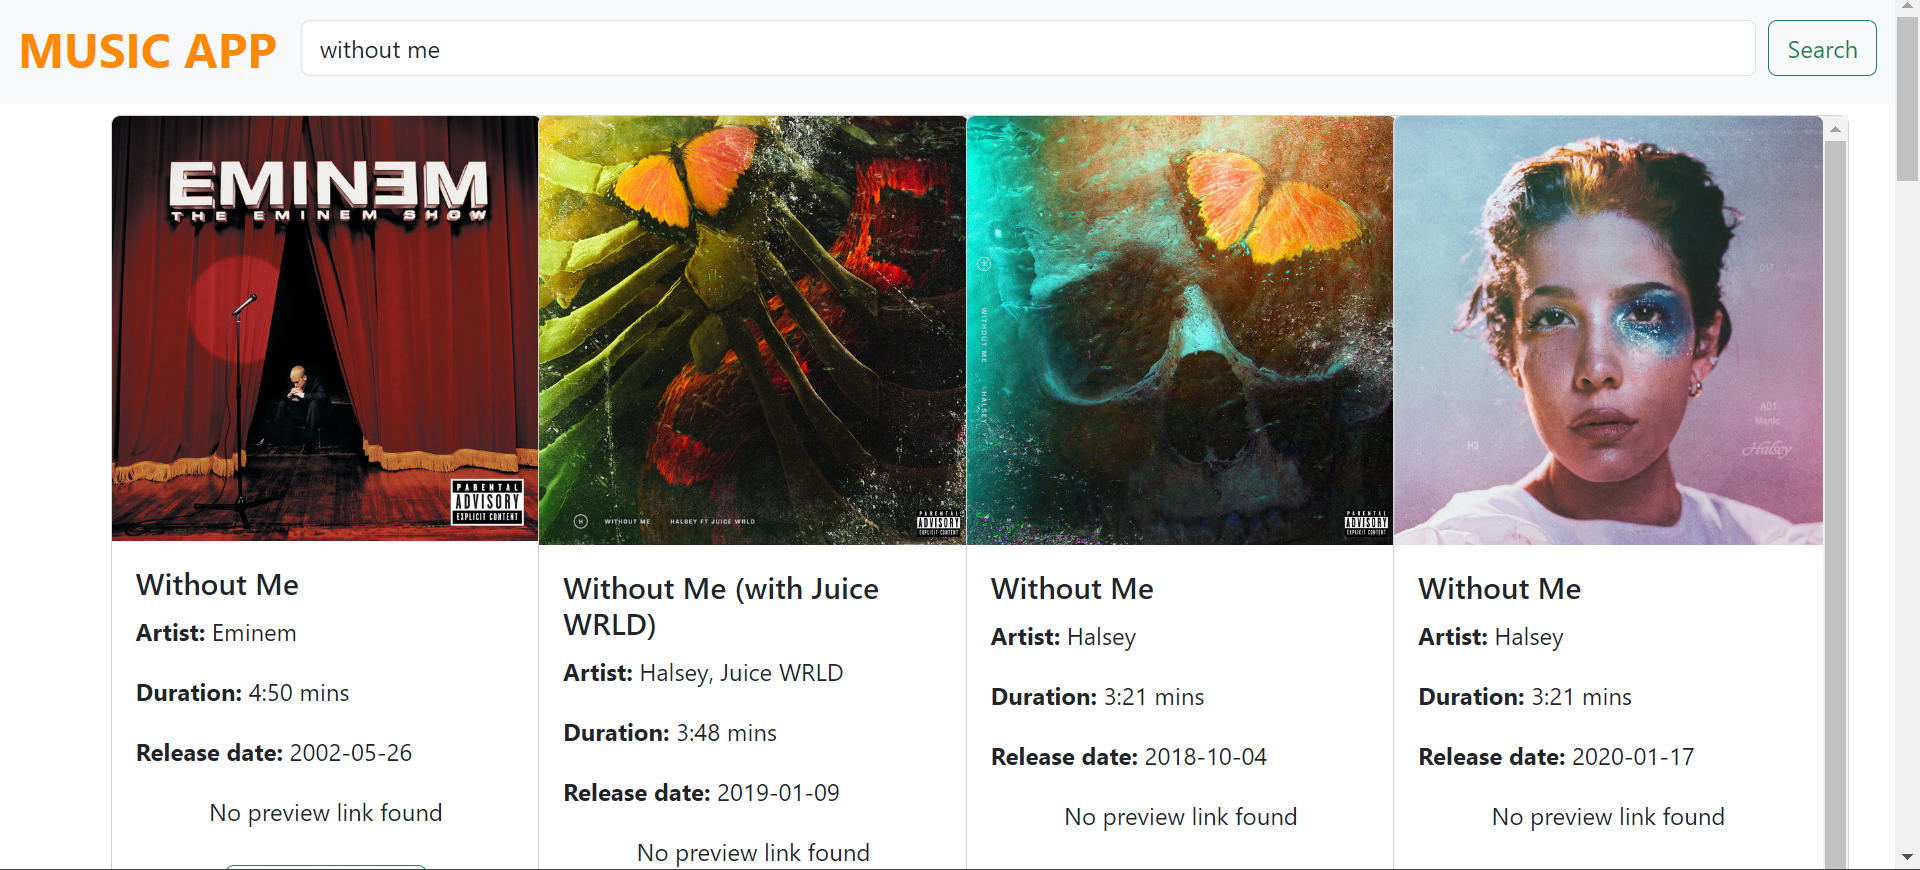 MUSIC APP
without me
Search
EMINEM
THE EMINEM SHOW
PARENTAL
ADVISORY
EXPLICIT CONTENT
Without Me
Artist: Eminem
Duration: 4:50 mins
Release date: 2002-05-26
No preview link found
H WITHOUT ME HALSEY FT JUICE WRLD
PARENTAL
ADVISORY
EXPLICIT CONTENT
Without Me (with Juice
WRLD)
Artist: Halsey, Juice WRLD
Duration: 3:48 mins
Release date: 2019-01-09
No preview link found
H
WITHOUT ME
HALSEY
PARENTAL
ADVISORY
EXPLICIT CONTENT
Without Me
Artist: Halsey
Duration: 3:21 mins
Release date: 2018-10-04
No preview link found
017
A01
Manic
H3
Halsey
Without Me
Artist: Halsey
Duration: 3:21 mins
Release date: 2020-01-17
No preview link found